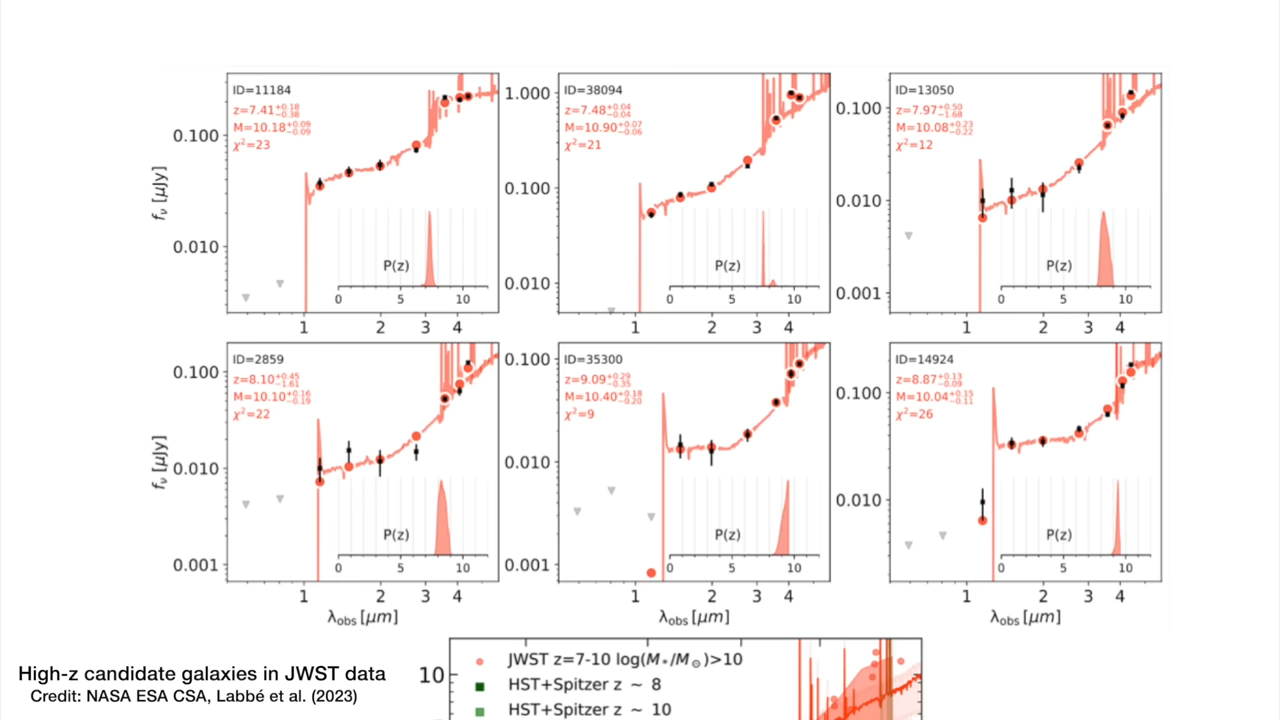 ID=11184
z=7.41+0.18−0.38
M=10.18+0.09−0.09
χ²=23
0.100
0.010
fν [μJy]
P(z)
0 5 10
1 2 3 4
ID=38094
z=7.48+0.04−0.04
M=10.90+0.07−0.06
χ²=21
1.000
0.100
0.010
P(z)
0 5 10
1 2 3 4
ID=13050
z=7.97+0.50−1.68
M=10.08+0.23−0.22
χ²=12
0.100
0.010
0.001
P(z)
0 5 10
1 2 3 4
ID=2859
z=8.10+0.45−1.61
M=10.10+0.16−0.19
χ²=22
0.100
0.010
0.001
fν [μJy]
P(z)
0 5 10
1 2 3 4
λobs [μm]
ID=35300
z=9.09+0.29−0.35
M=10.40+0.18−0.20
χ²=9
0.100
0.010
0.001
P(z)
0 5 10
1 2 3 4
λobs [μm]
ID=14924
z=8.87+0.13−0.09
M=10.04+0.15−0.11
χ²=26
0.100
0.010
P(z)
0 5 10
1 2 3 4
λobs [μm]
High-z candidate galaxies in JWST data
Credit: NASA ESA CSA, Labbé et al. (2023)
10
JWST z=7-10 log(M*/M⊙)>10
HST+Spitzer z ~ 8
HST+Spitzer z ~ 10